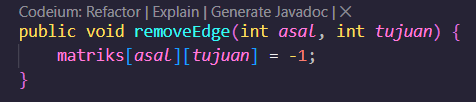 Codeium: Refactor | Explain | Generate Javadoc | ×
public void removeEdge(int asal, int tujuan) {
    matriks[asal][tujuan] = -1;
}